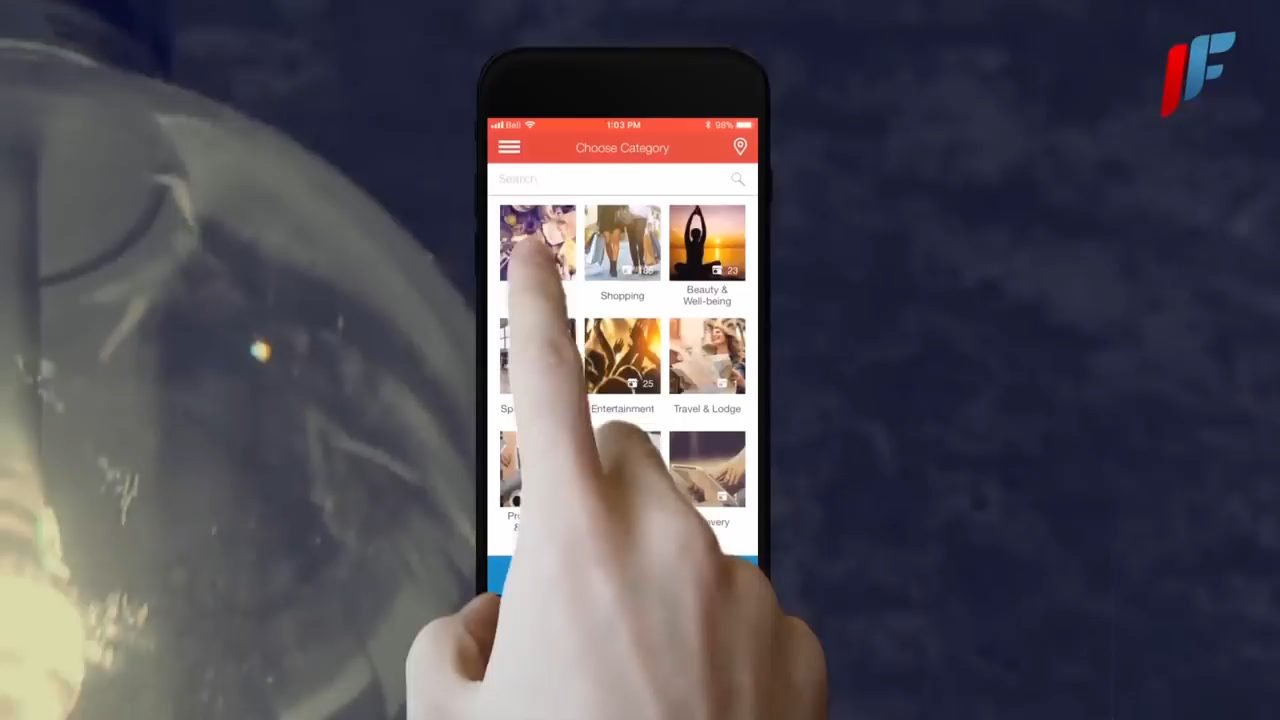 Bell 1:03 PM 98%
Choose Category
Search
23
Shopping
Beauty &
Well-being
25
Entertainment
Travel & Lodge